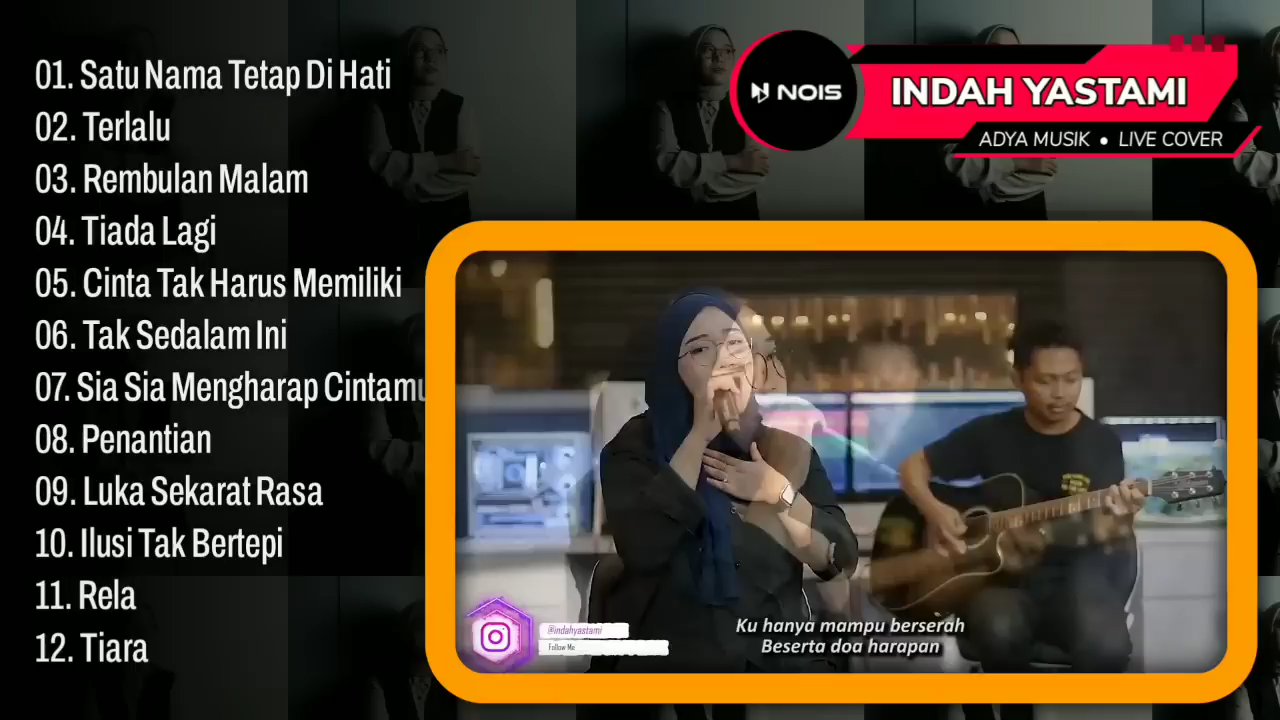 01. Satu Nama Tetap Di Hati
02. Terlalu
03. Rembulan Malam
04. Tiada Lagi
05. Cinta Tak Harus Memiliki
06. Tak Sedalam Ini
07. Sia Sia Mengharap Cintamu
08. Penantian
09. Luka Sekarat Rasa
10. Ilusi Tak Bertepi
11. Rela
12. Tiara
NOIS
INDAH YASTAMI
ADYA MUSIK • LIVE COVER
@indahyastami
Follow Me
Ku hanya mampu berserah
Beserta doa harapan